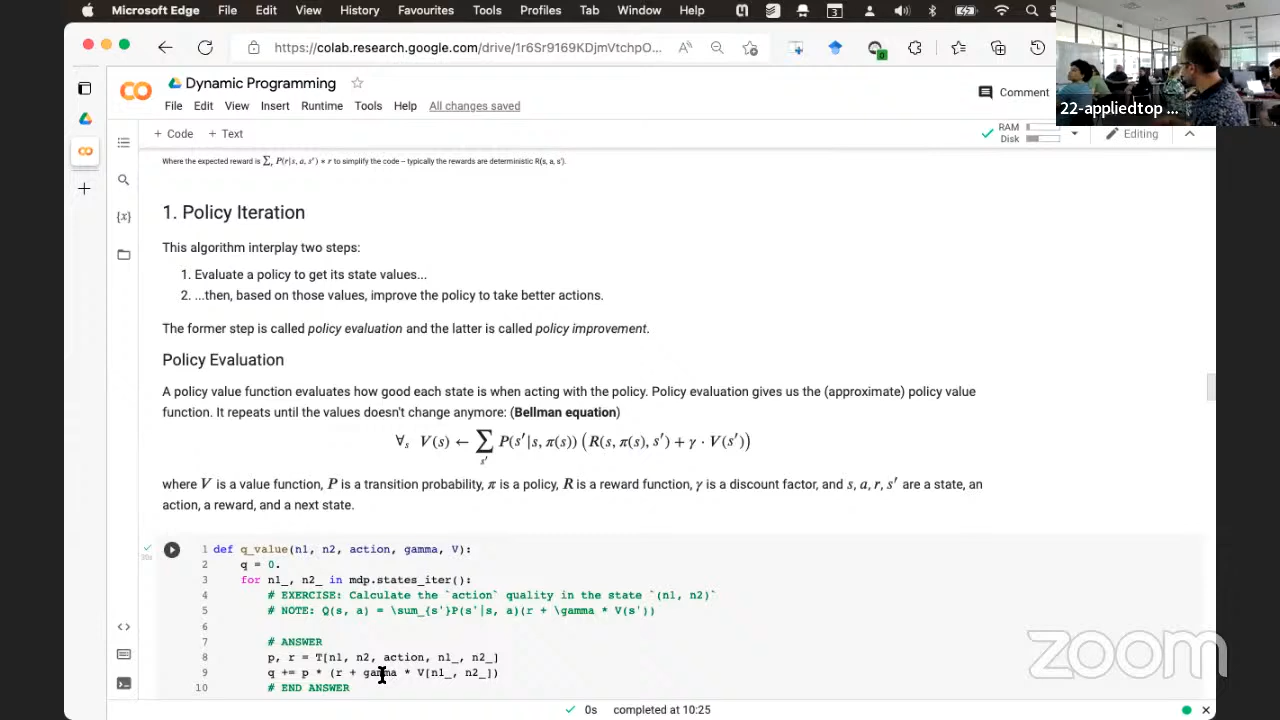 Microsoft Edge File Edit View History Favourites Tools Profiles Tab Window Help
https://colab.research.google.com/drive/1r6Sr9169KDjmVtchpO...
22-appliedtop ...
Dynamic Programming
File Edit View Insert Runtime Tools Help All changes saved
Comment
+ Code + Text
RAM
Disk
Editing
Where the expected reward is ∑ᵣ P(r|s, a, s′) * r to simplify the code – typically the rewards are deterministic R(s, a, s′).
1. Policy Iteration
This algorithm interplay two steps:
1. Evaluate a policy to get its state values...
2. ...then, based on those values, improve the policy to take better actions.
The former step is called policy evaluation and the latter is called policy improvement.
Policy Evaluation
A policy value function evaluates how good each state is when acting with the policy. Policy evaluation gives us the (approximate) policy value
function. It repeats until the values doesn't change anymore: (Bellman equation)
∀s V(s) ← ∑s′ P(s′|s, π(s)) (R(s, π(s), s′) + γ · V(s′))
where V is a value function, P is a transition probability, π is a policy, R is a reward function, γ is a discount factor, and s, a, r, s′ are a state, an
action, a reward, and a next state.
1 def q_value(n1, n2, action, gamma, V):
2 q = 0.
3 for n1_, n2_ in mdp.states_iter():
4 # EXERCISE: Calculate the `action` quality in the state `(n1, n2)`
5 # NOTE: Q(s, a) = \sum_{s'}P(s'|s, a)(r + \gamma * V(s'))
6
7 # ANSWER
8 p, r = T[n1, n2, action, n1_, n2_]
9 q += p * (r + gamma * V[n1_, n2_])
10 # END ANSWER
zoom
0s completed at 10:25